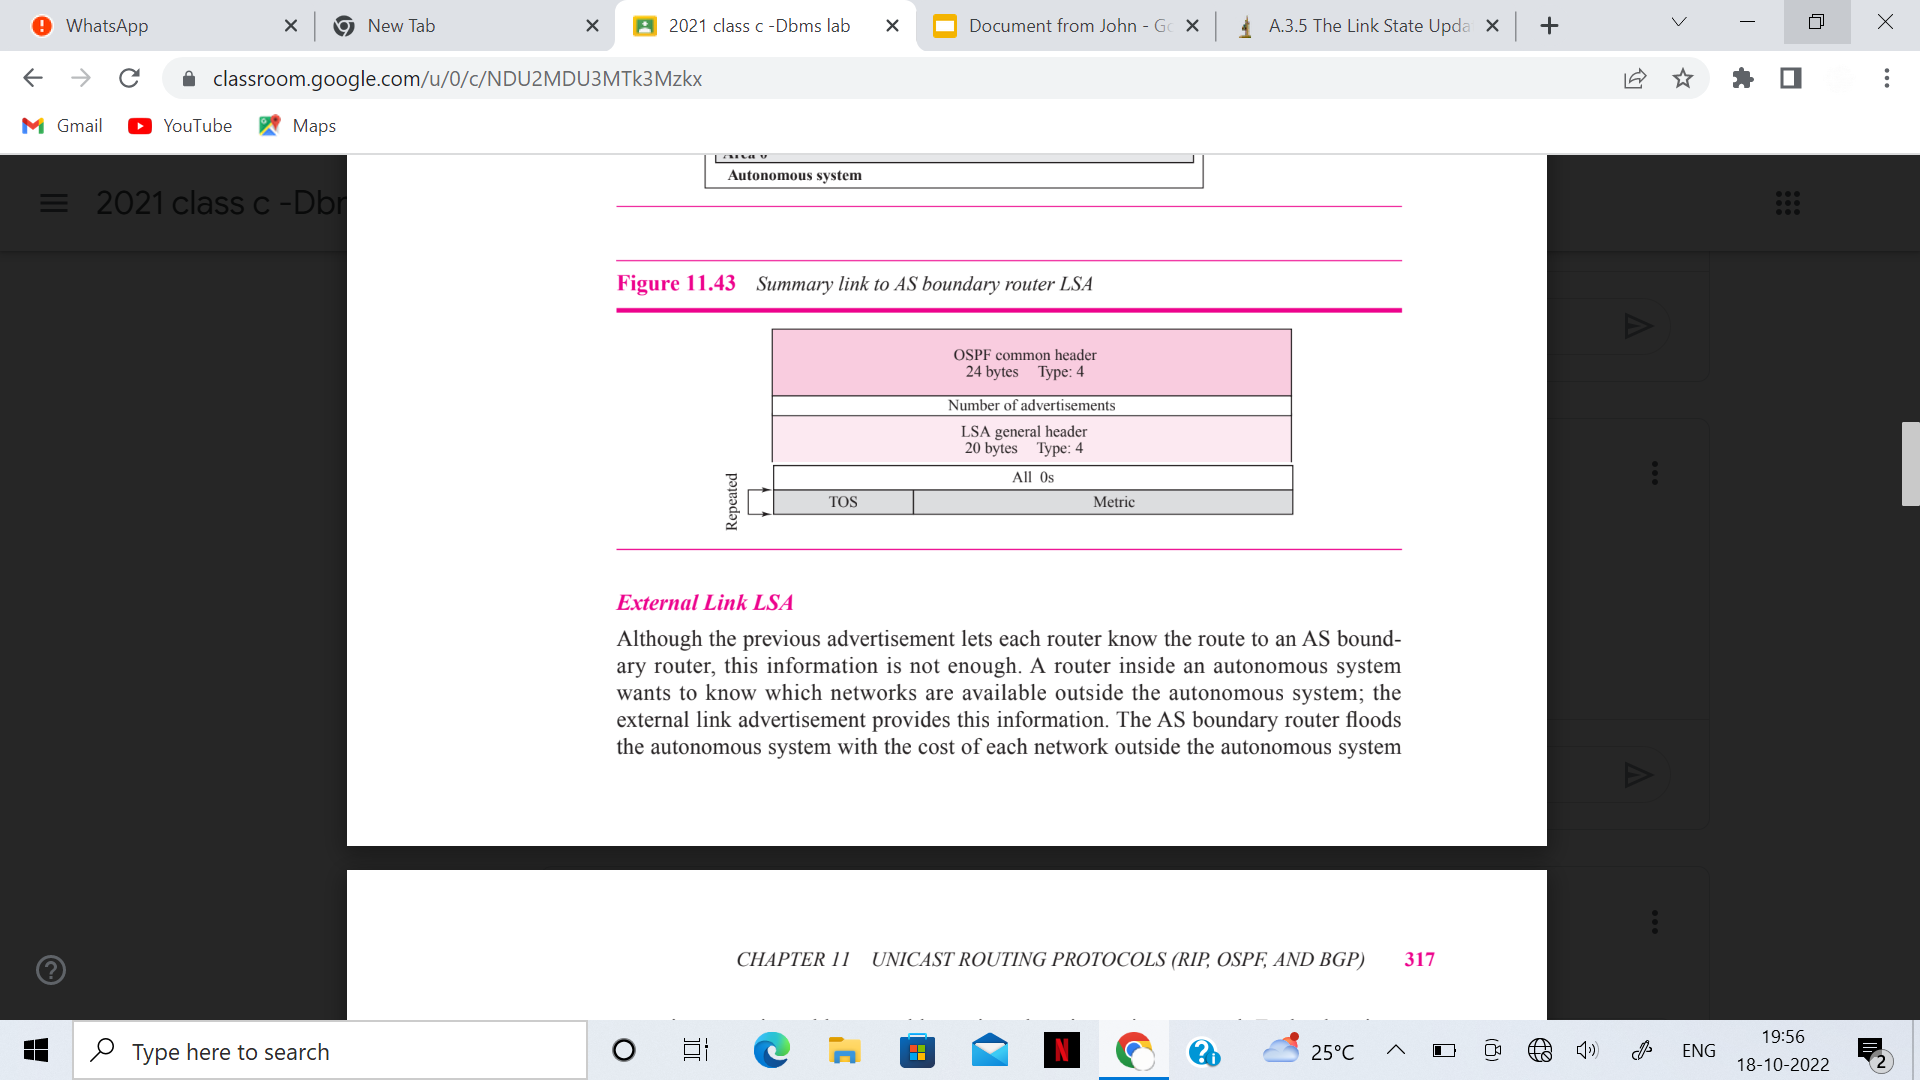 WhatsApp
New Tab
2021 class c -Dbms lab
Document from John - Go
A.3.5 The Link State Upda
classroom.google.com/u/0/c/NDU2MDU3MTk3Mzkx
Gmail
YouTube
Maps
2021 class c -Dbr
Area 0
Autonomous system
Figure 11.43 Summary link to AS boundary router LSA
OSPF common header
24 bytes Type: 4
Number of advertisements
LSA general header
20 bytes Type: 4
All 0s
Repeated
TOS
Metric
External Link LSA
Although the previous advertisement lets each router know the route to an AS bound-
ary router, this information is not enough. A router inside an autonomous system
wants to know which networks are available outside the autonomous system; the
external link advertisement provides this information. The AS boundary router floods
the autonomous system with the cost of each network outside the autonomous system
CHAPTER 11 UNICAST ROUTING PROTOCOLS (RIP, OSPF, AND BGP) 317
Type here to search
N
25°C
ENG
19:56
18-10-2022
2